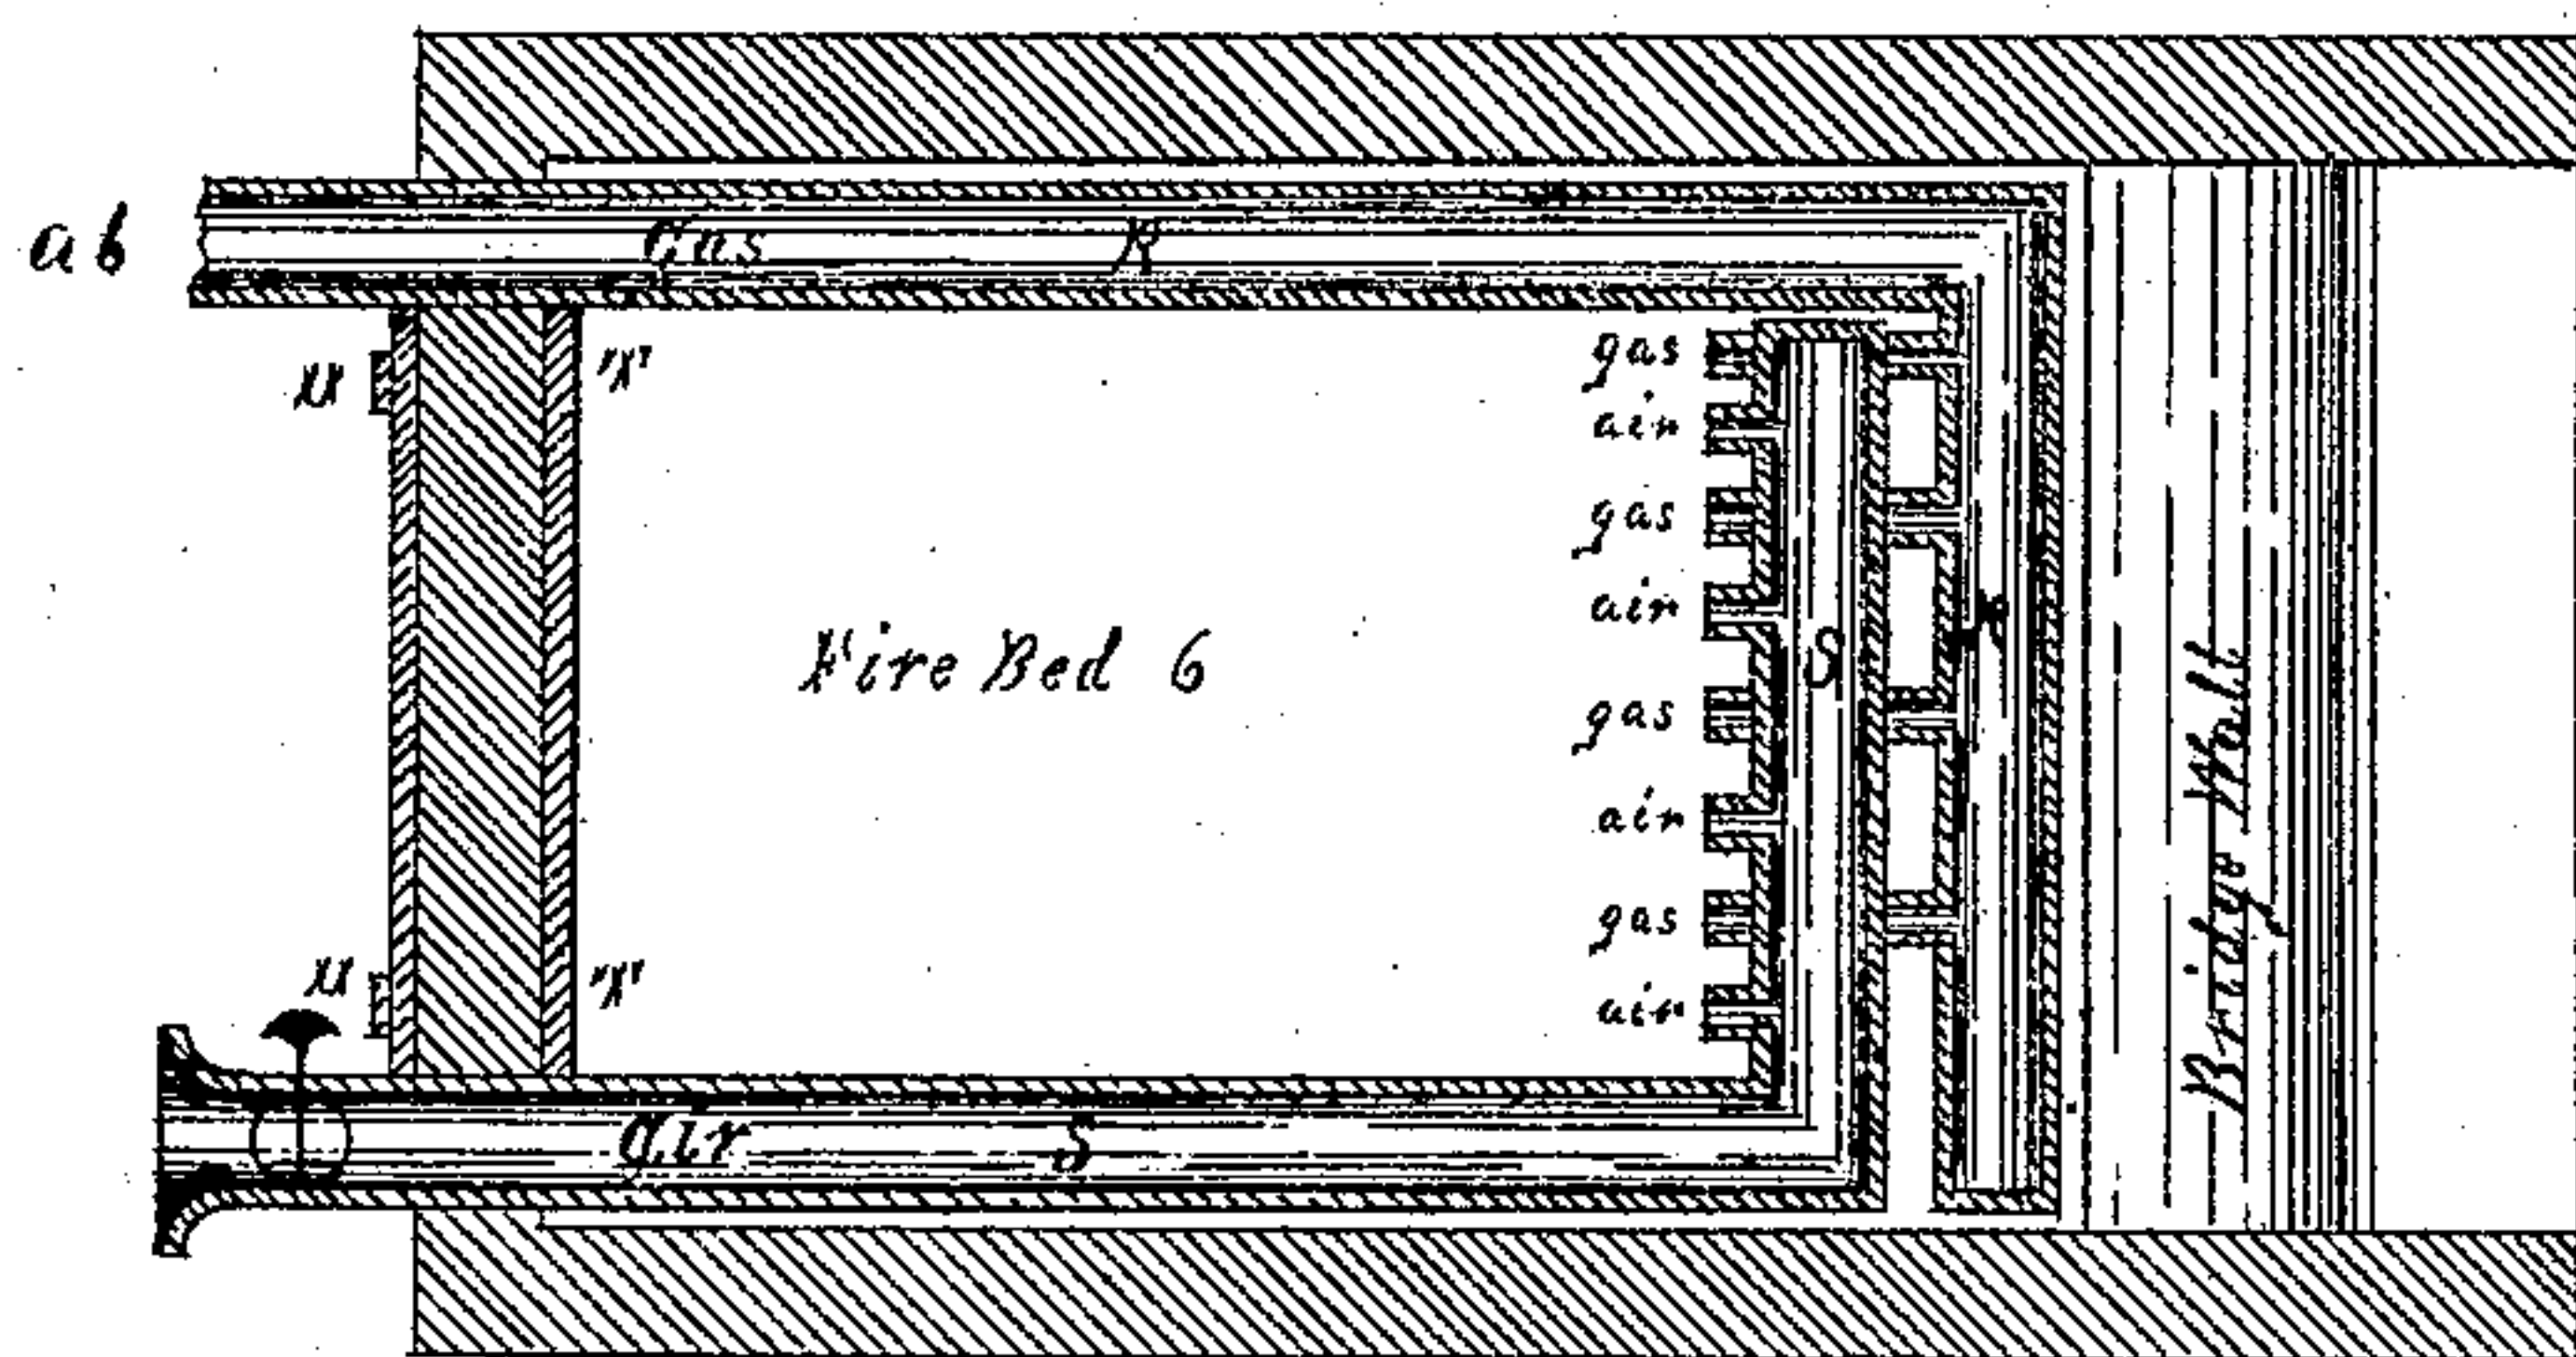 ab
Gas R
gas
air
gas
air
gas
air
gas
air
Fire Bed 6
S
R
Bridge Wall
u
u
Air S